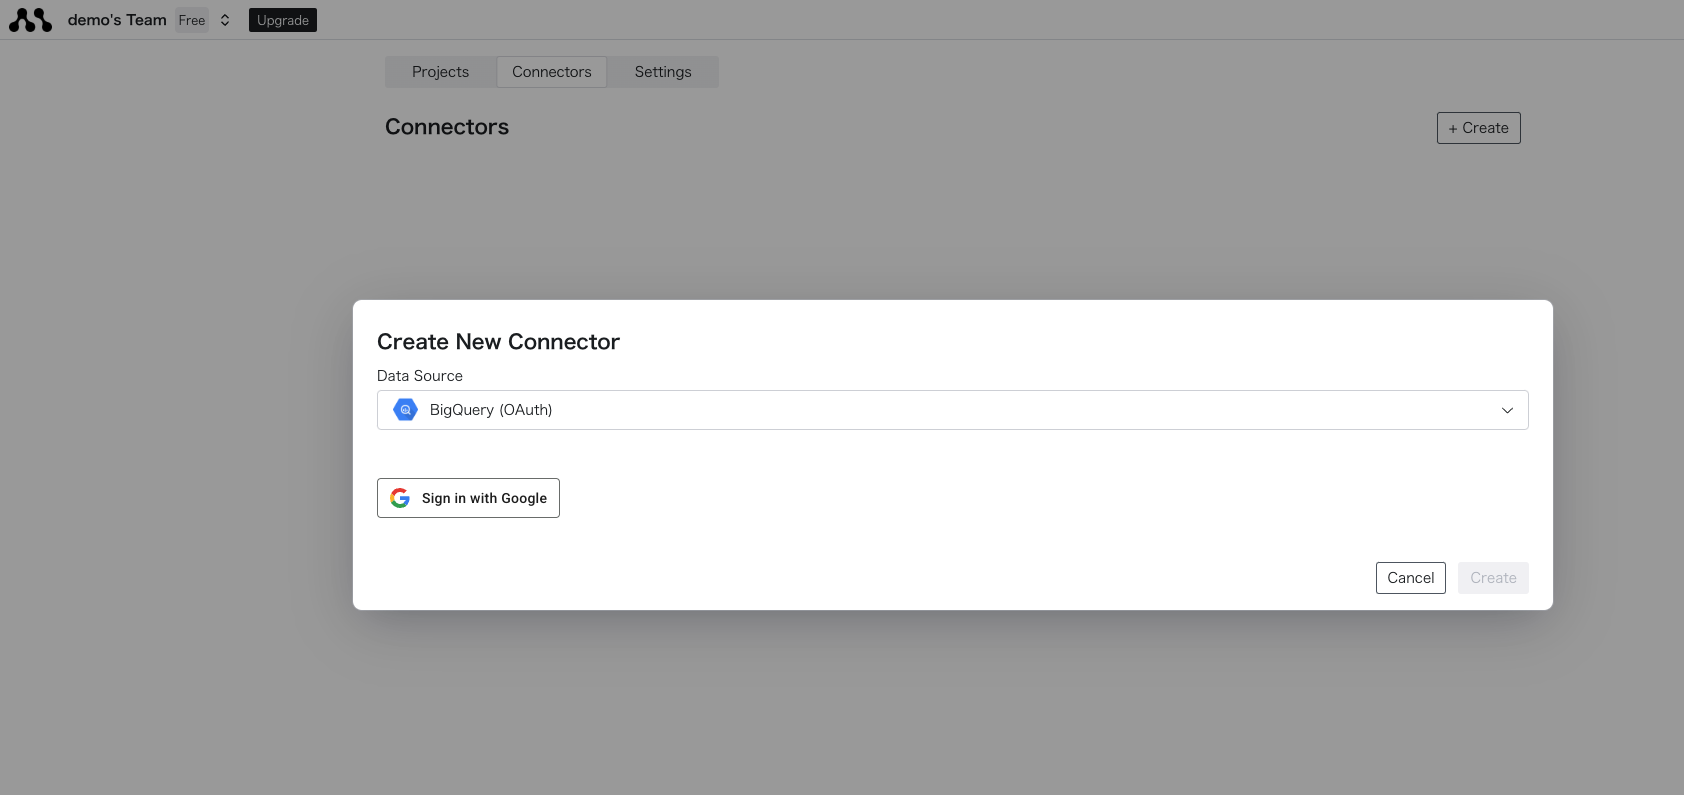 demo's Team Free Upgrade
Projects Connectors Settings
Connectors
+ Create
Create New Connector
Data Source
BigQuery (OAuth)
Sign in with Google
Cancel Create